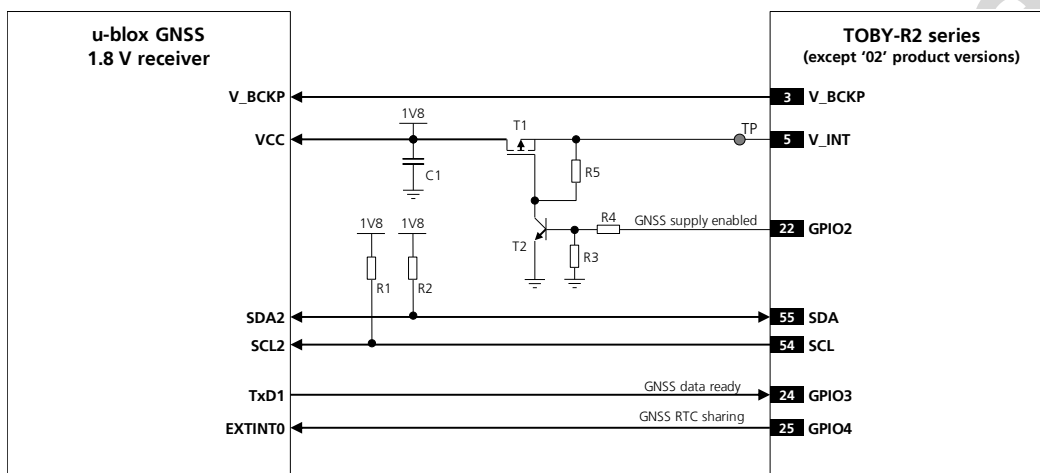 u-blox GNSS
1.8 V receiver
TOBY-R2 series
(except ‘02’ product versions)
V_BCKP
3 V_BCKP
1V8
T1
TP
VCC
5 V_INT
C1
R5
1V8
1V8
R4
GNSS supply enabled
22 GPIO2
T2
R3
R1
R2
SDA2
55 SDA
SCL2
54 SCL
TxD1
GNSS data ready
24 GPIO3
EXTINT0
GNSS RTC sharing
25 GPIO4